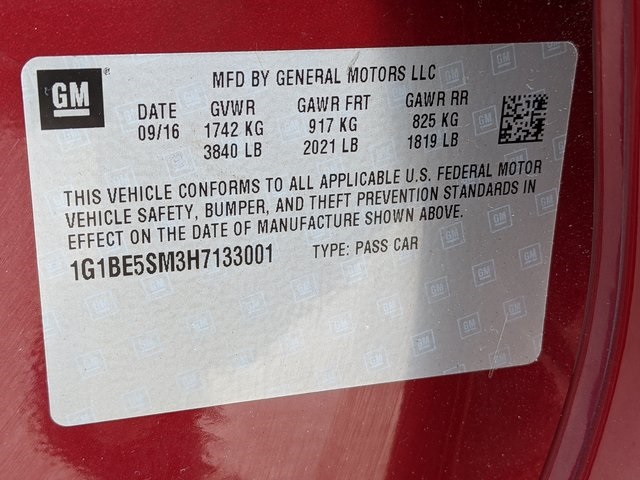 GM
MFD BY GENERAL MOTORS LLC
DATE GVWR GAWR FRT GAWR RR
09/16 1742 KG 917 KG 825 KG
3840 LB 2021 LB 1819 LB
THIS VEHICLE CONFORMS TO ALL APPLICABLE U.S. FEDERAL MOTOR
VEHICLE SAFETY, BUMPER, AND THEFT PREVENTION STANDARDS IN
EFFECT ON THE DATE OF MANUFACTURE SHOWN ABOVE.
1G1BE5SM3H7133001 TYPE: PASS CAR